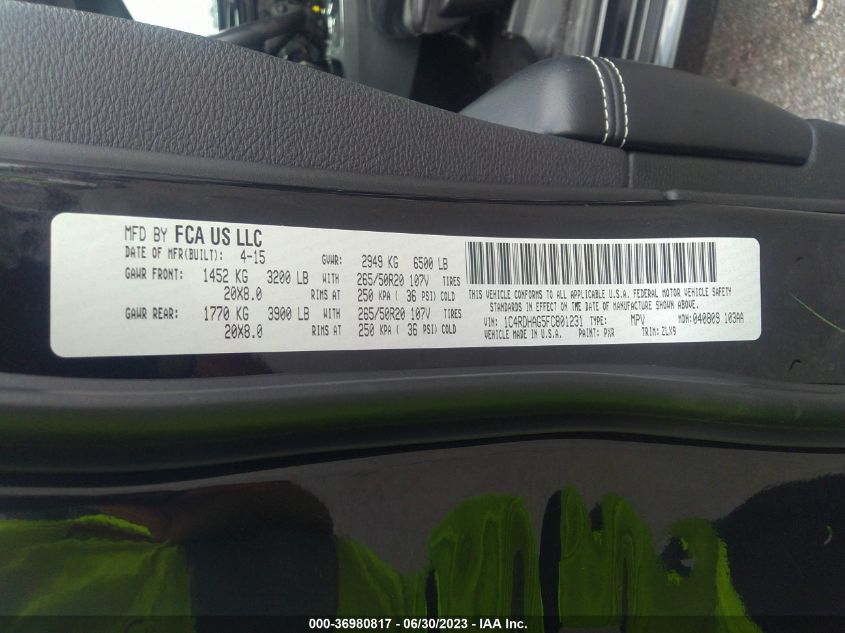 MFD BY FCA US LLC
DATE OF MFR(BUILT): 4-15 GVWR: 2949 KG 6500 LB
GAWR FRONT: 1452 KG 3200 LB WITH 265/50R20 107V TIRES
20X8.0 RIMS AT 250 KPA ( 36 PSI) COLD
GAWR REAR: 1770 KG 3900 LB WITH 265/50R20 107V TIRES
20X8.0 RIMS AT 250 KPA ( 36 PSI) COLD
THIS VEHICLE CONFORMS TO ALL APPLICABLE U.S.A. FEDERAL MOTOR VEHICLE SAFETY
STANDARDS IN EFFECT ON THE DATE OF MANUFACTURE SHOWN ABOVE.
VIN: 1C4RDHAG5FC801231 TYPE: MPV MDH: 040809 103AA
VEHICLE MADE IN U.S.A. PAINT: PXR TRIM: ZLX9
000-36980817 - 06/30/2023 - IAA Inc.